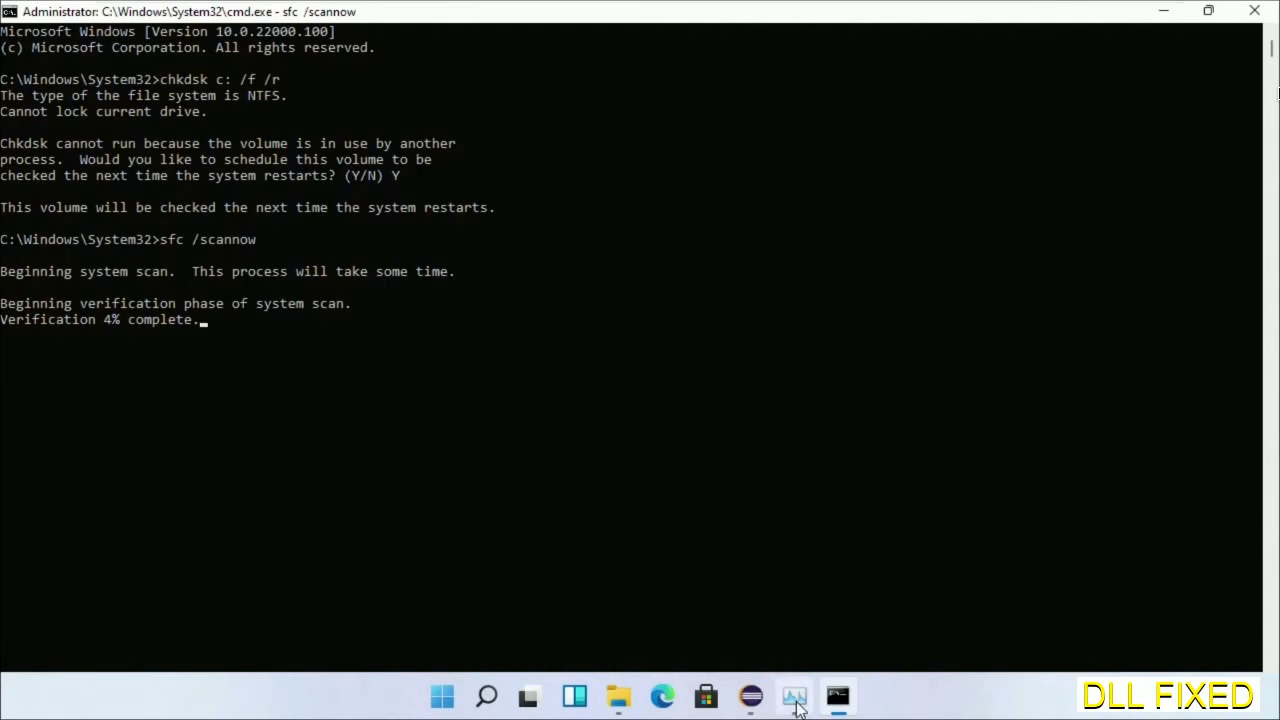 Administrator: C:\Windows\System32\cmd.exe - sfc  /scannow
Microsoft Windows [Version 10.0.22000.100]
(c) Microsoft Corporation. All rights reserved.
C:\Windows\System32>chkdsk c: /f /r
The type of the file system is NTFS.
Cannot lock current drive.
Chkdsk cannot run because the volume is in use by another
process.  Would you like to schedule this volume to be
checked the next time the system restarts? (Y/N) Y
This volume will be checked the next time the system restarts.
C:\Windows\System32>sfc /scannow
Beginning system scan.  This process will take some time.
Beginning verification phase of system scan.
Verification 4% complete.
DLL FIXED